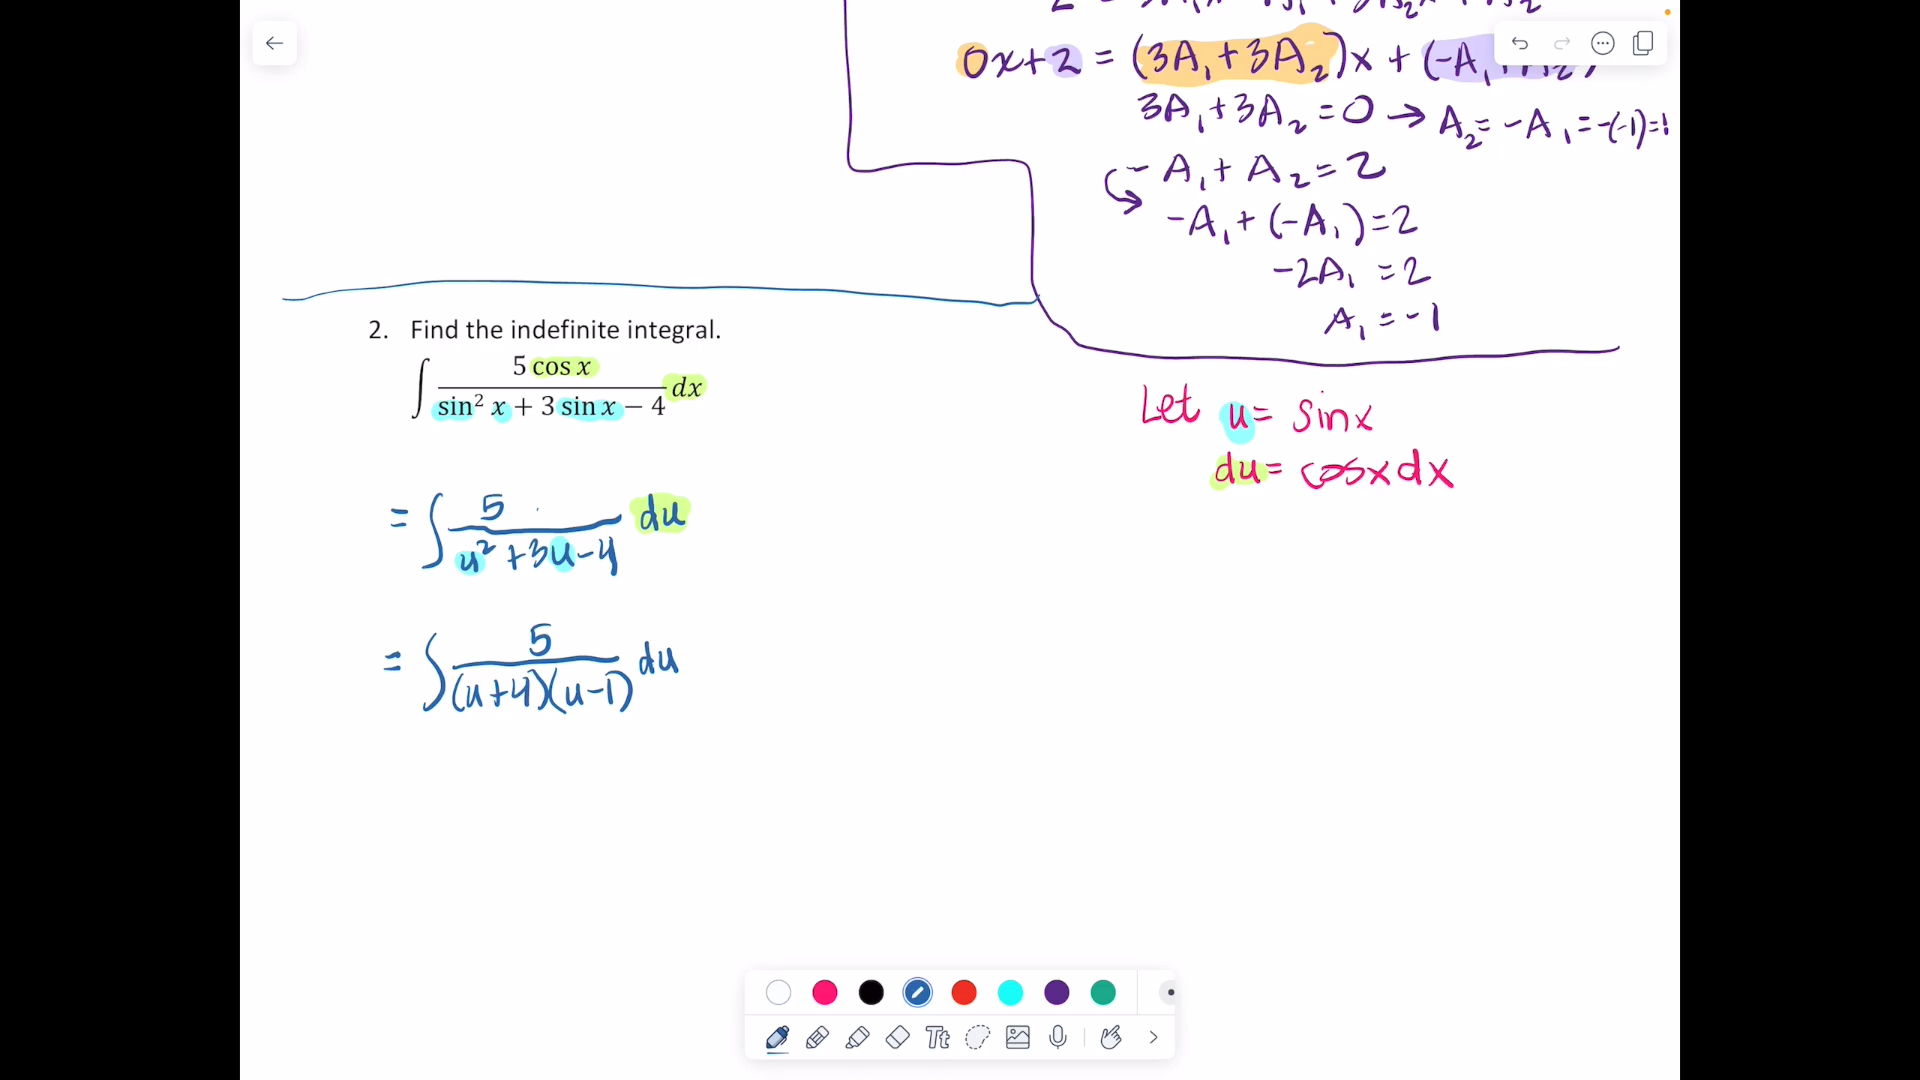 0x+2 = (3A₁+3A₂)x + (-A₁
3A₁+3A₂=0 → A₂=-A₁=-(-1)=1
-A₁+A₂=2
-A₁+(-A₁)=2
-2A₁=2
A₁=-1
2. Find the indefinite integral.
∫ (5 cos x)/(sin² x + 3 sin x − 4) dx
Let u= sinx
du= cosxdx
= ∫ 5/(u²+3u-4) du
= ∫ 5/((u+4)(u-1)) du
Tt